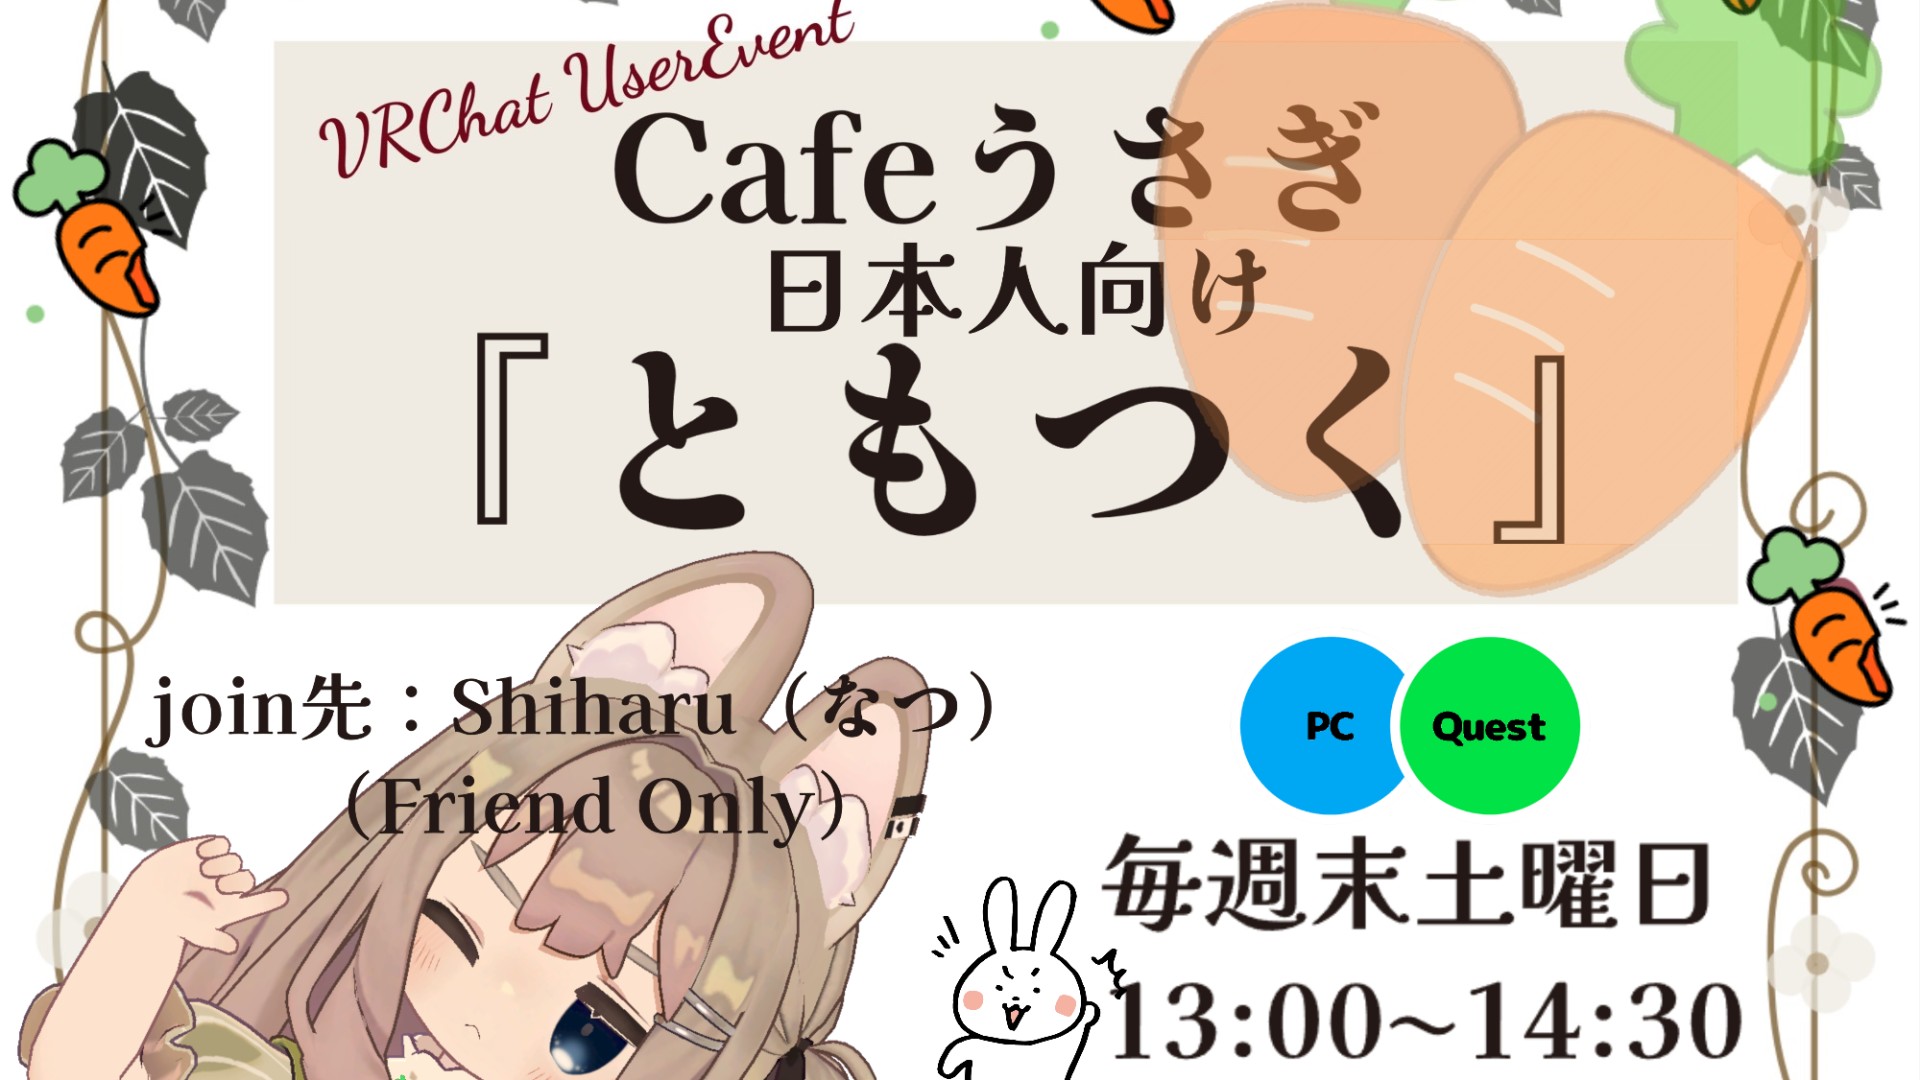 VRChat UserEvent
Cafeうさぎ
日本人向け
『ともつく』
join先：Shiharu（なつ）
（Friend Only）
PC
Quest
毎週末土曜日
13:00~14:30